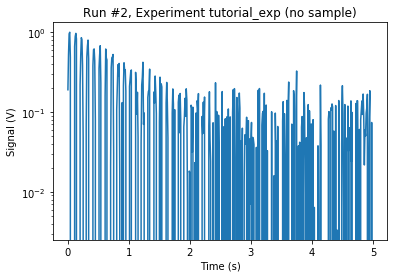 Run #2, Experiment tutorial_exp (no sample)
Signal (V)
10⁰
10⁻¹
10⁻²
0 1 2 3 4 5
Time (s)